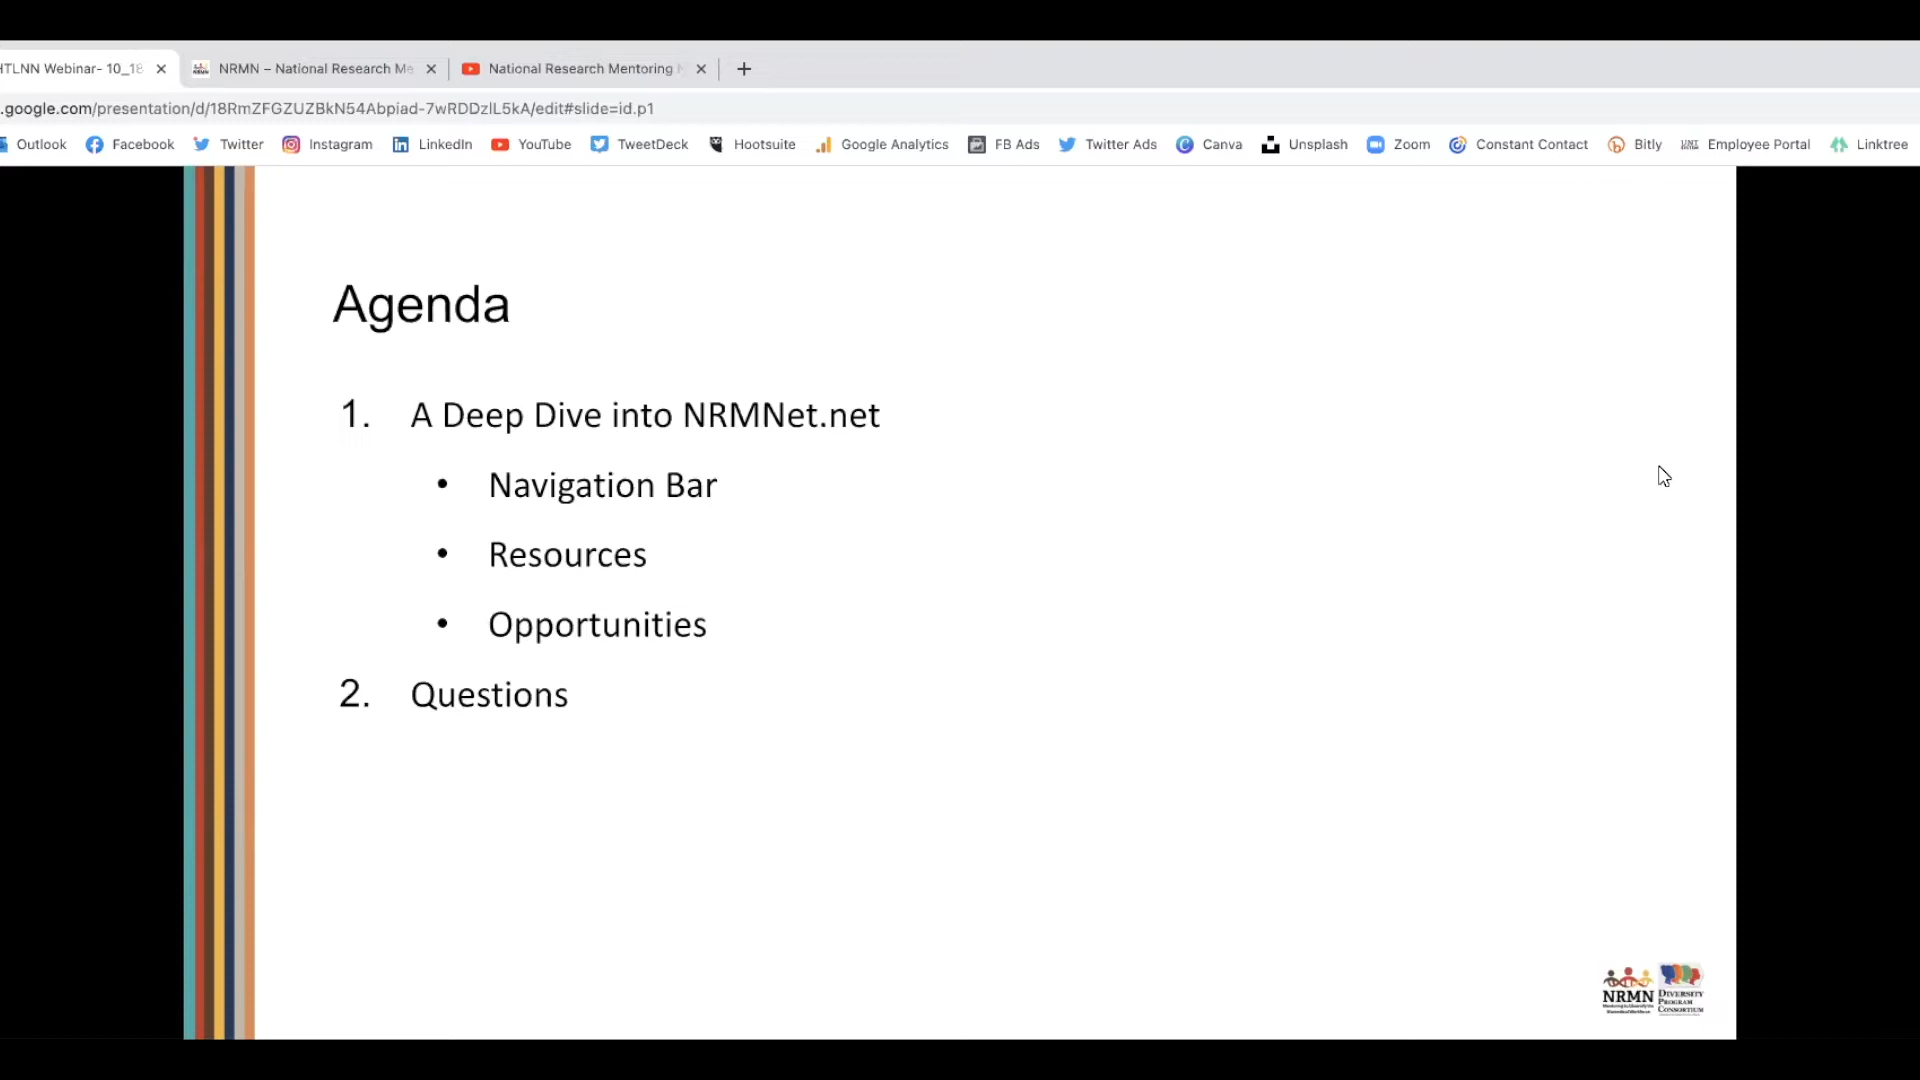 HTLNN Webinar- 10_18
NRMN – National Research Me
National Research Mentoring N
.google.com/presentation/d/18RmZFGZUZBkN54Abpiad-7wRDDzlL5kA/edit#slide=id.p1
Outlook Facebook Twitter Instagram LinkedIn YouTube TweetDeck Hootsuite Google Analytics FB Ads Twitter Ads Canva Unsplash Zoom Constant Contact Bitly Employee Portal Linktree
Agenda
1. A Deep Dive into NRMNet.net
• Navigation Bar
• Resources
• Opportunities
2. Questions
NRMN
DIVERSITY
PROGRAM
CONSORTIUM